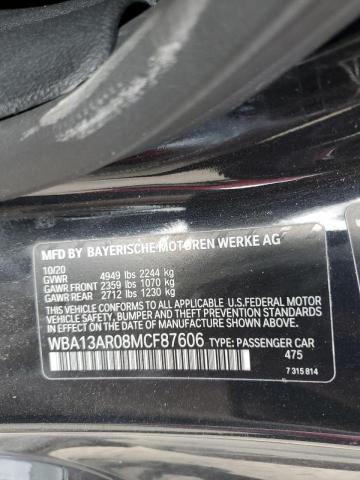 MFD BY BAYERISCHE MOTOREN WERKE AG
10/20
GVWR 4949 lbs 2244 kg
GAWR FRONT 2359 lbs 1070 kg
GAWR REAR 2712 lbs 1230 kg
THIS VEHICLE CONFORMS TO ALL APPLICABLE U.S.FEDERAL MOTOR
VEHICLE SAFETY, BUMPER, AND THEFT PREVENTION STANDARDS
IN EFFECT ON THE DATE OF MANUFACTURE SHOWN ABOVE.
WBA13AR08MCF87606 TYPE: PASSENGER CAR
475
7 315 814